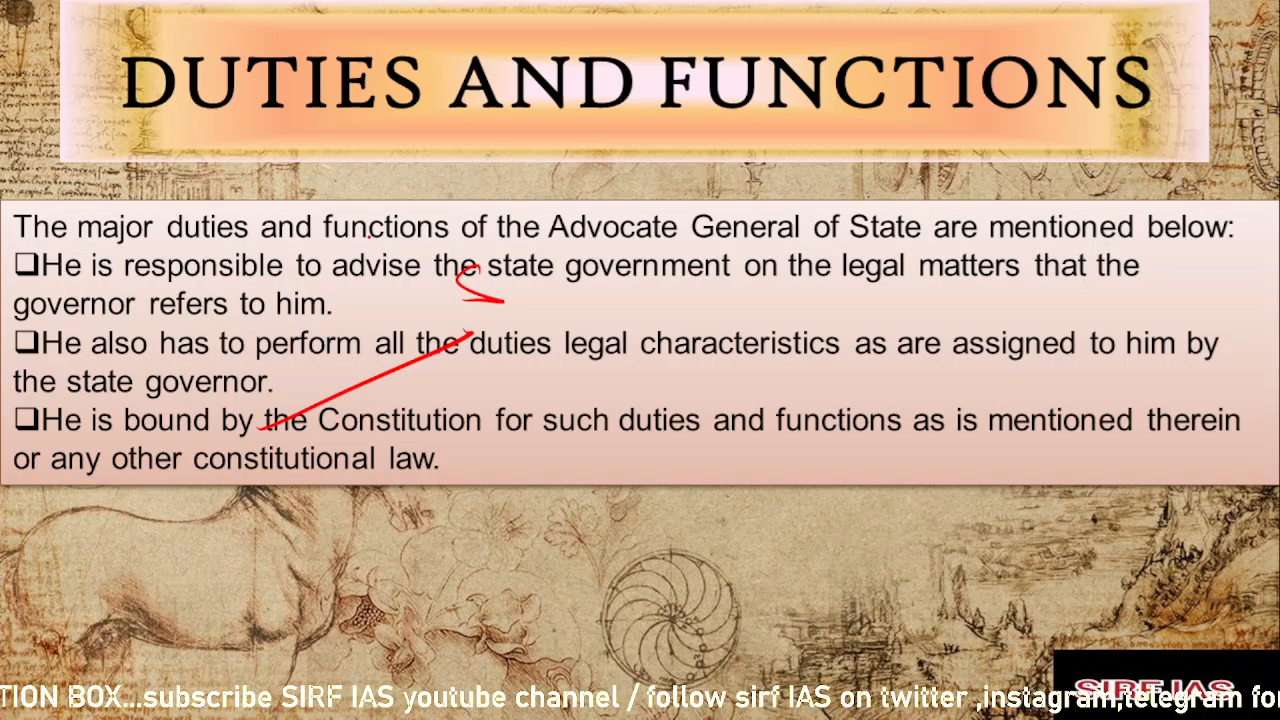 DUTIES AND FUNCTIONS
The major duties and functions of the Advocate General of State are mentioned below:
❑He is responsible to advise the state government on the legal matters that the
governor refers to him.
❑He also has to perform all the duties legal characteristics as are assigned to him by
the state governor.
❑He is bound by the Constitution for such duties and functions as is mentioned therein
or any other constitutional law.
SIRF IAS
TION BOX...subscribe SIRF IAS youtube channel / follow sirf IAS on twitter ,instagram,telegram for